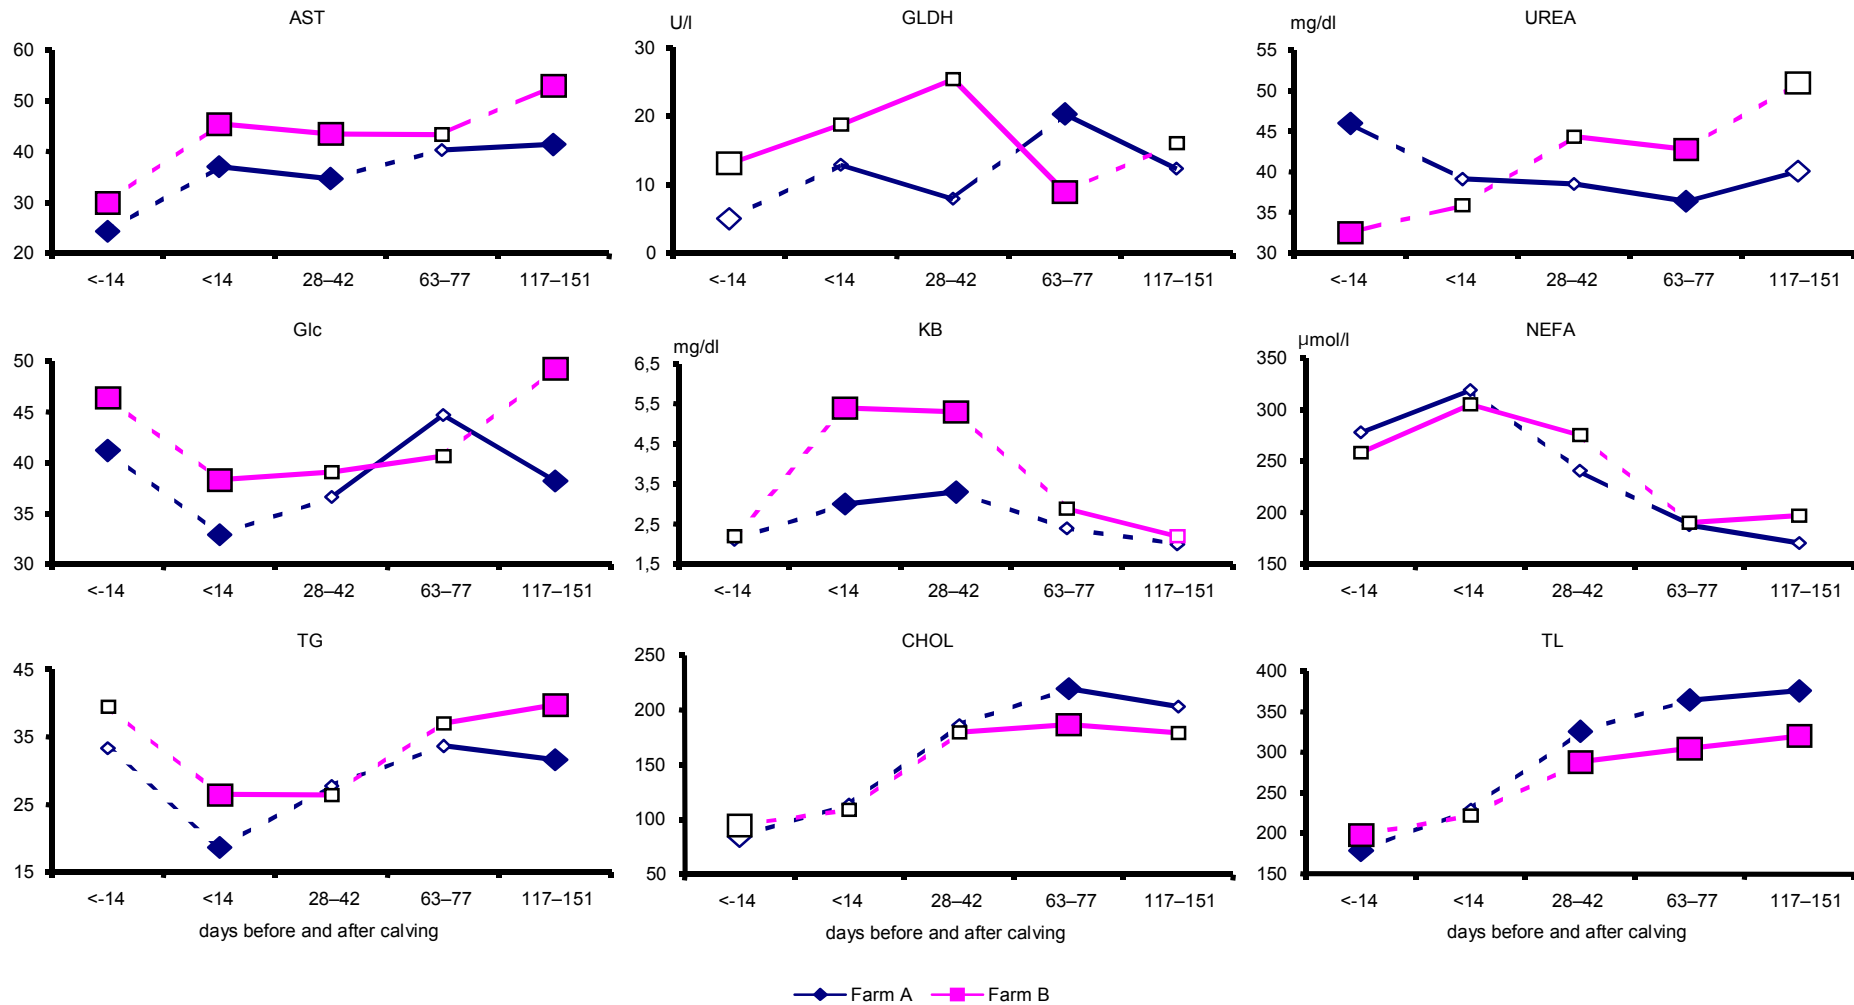 AST
60
50
40
30
20
<-14 <14 28–42 63–77 117–151
U/l
GLDH
30
20
10
0
<-14 <14 28–42 63–77 117–151
mg/dl
UREA
55
50
45
40
35
30
<-14 <14 28–42 63–77 117–151
Glc
50
45
40
35
30
<-14 <14 28–42 63–77 117–151
KB
mg/dl
6,5
5,5
4,5
3,5
2,5
1,5
<-14 <14 28–42 63–77 117–151
NEFA
µmol/l
350
300
250
200
150
<-14 <14 28–42 63–77 117–151
TG
45
35
25
15
<-14 <14 28–42 63–77 117–151
days before and after calving
CHOL
250
200
150
100
50
<-14 <14 28–42 63–77 117–151
days before and after calving
TL
400
350
300
250
200
150
<-14 <14 28–42 63–77 117–151
days before and after calving
Farm A Farm B